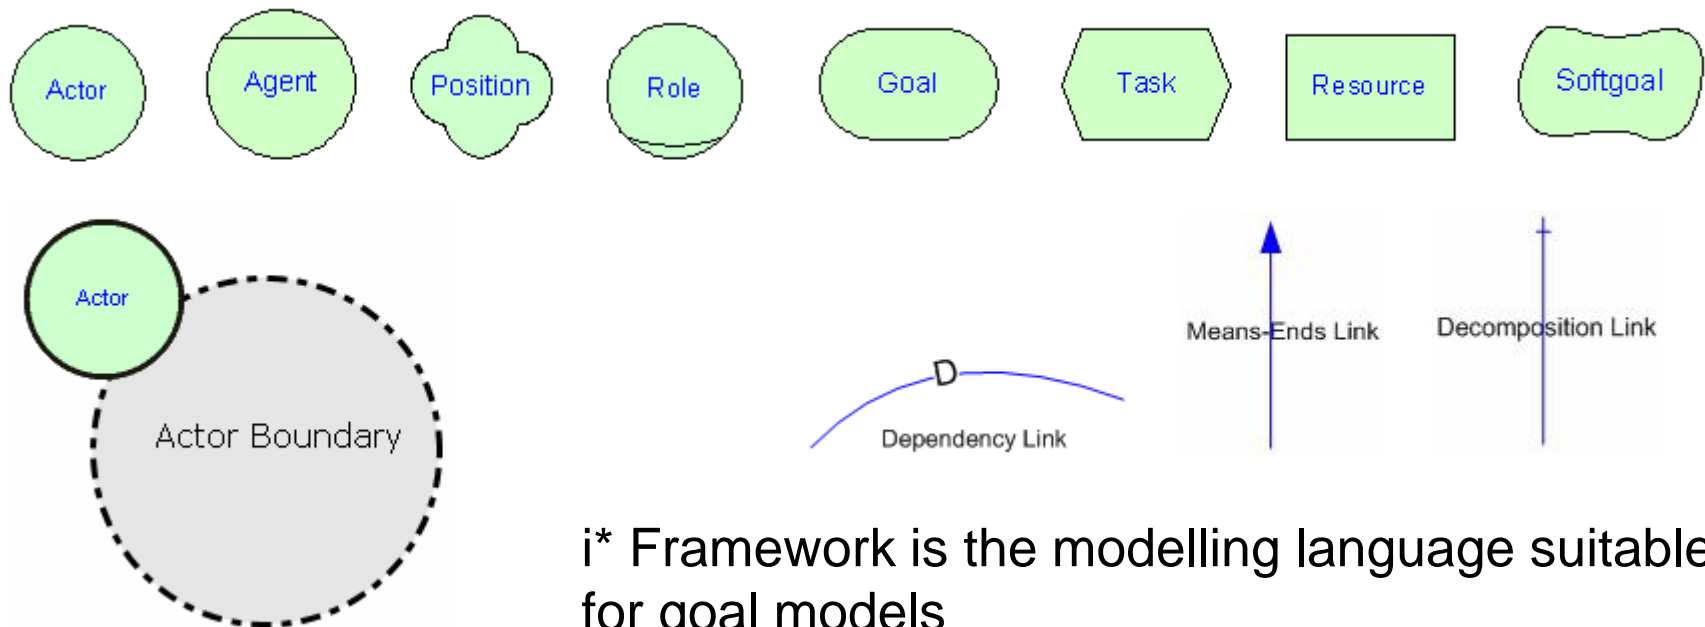 Actor
Agent
Position
Role
Goal
Task
Resource
Softgoal
Actor
Actor Boundary
D
Dependency Link
Means-Ends Link
Decomposition Link
i* Framework is the modelling language suitable
for goal models